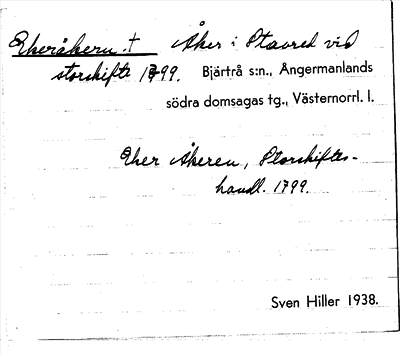 Eheråkern † Åker i Stavred vid
storskifte 1799. Bjärtrå s:n., Ångermanlands
södra domsagas tg., Västernorrl. l.
Eher Åkeren, Storskiftes-
handl. 1799.
Sven Hiller 1938.